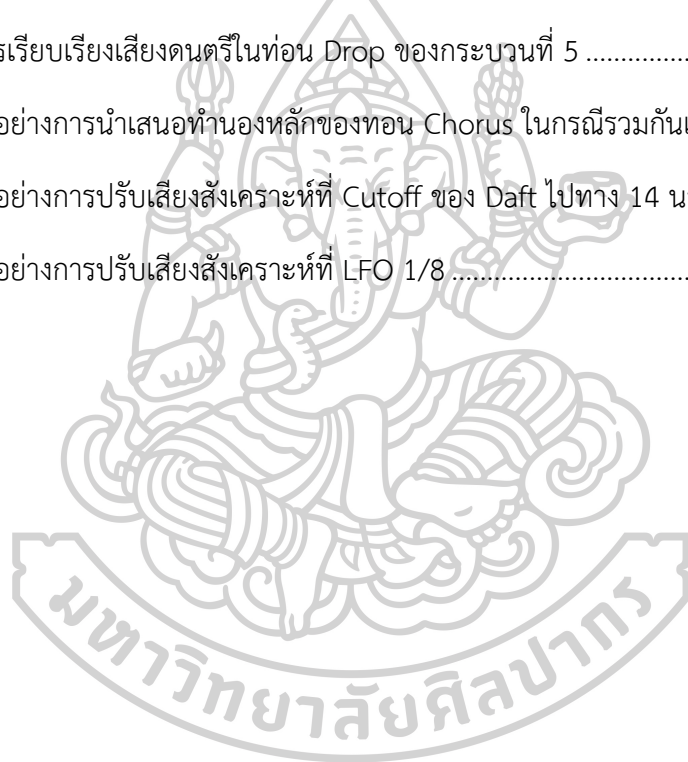 รเรียบเรียงเสียงดนตรีในท่อน Drop ของกระบวนที่ 5 ................
อย่างการนำเสนอทำนองหลักของทอน Chorus ในกรณีรวมกัน
อย่างการปรับเสียงสังเคราะห์ที่ Cutoff ของ Daft ไปทาง 14 น
อย่างการปรับเสียงสังเคราะห์ที่ LFO 1/8 ................................
มหาวิทยาลัยศิลปากร